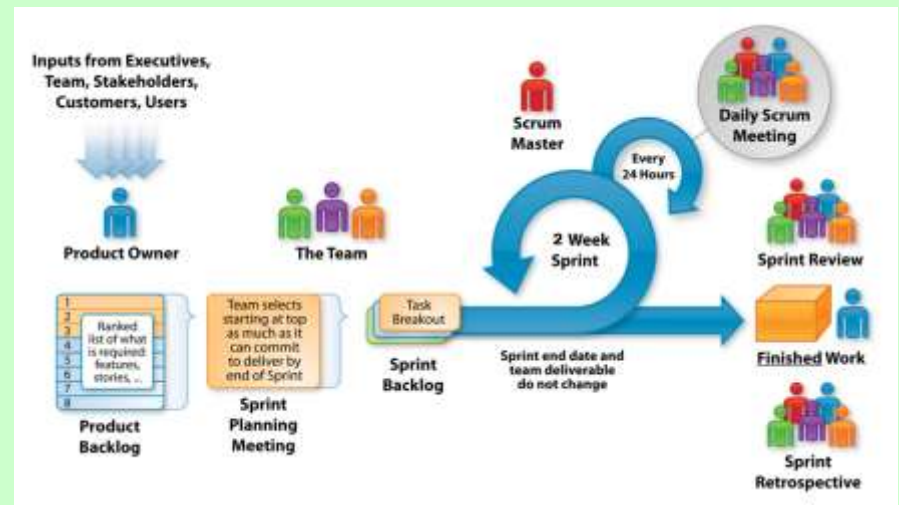 Inputs from Executives,
Team, Stakeholders,
Customers, Users
Product Owner
The Team
Scrum
Master
Every
24 Hours
Daily Scrum
Meeting
2 Week
Sprint
Sprint Review
1
2
3
4
5
6
7
8
Ranked
list of what
is required:
features,
stories, ...
Product
Backlog
Team selects
starting at top
as much as it
can commit
to deliver by
end of Sprint
Sprint
Planning
Meeting
Task
Breakout
Sprint
Backlog
Sprint end date and
team deliverable
do not change
Finished Work
Sprint
Retrospective